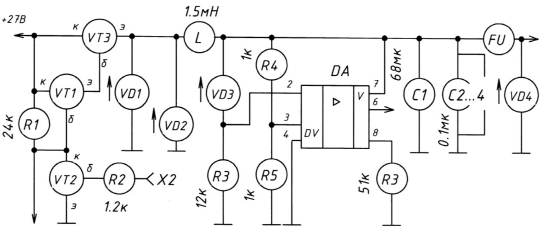 1.5мН
+27В
к VT3 э
L
FU
к VT1 э
б
VD1
VD2
1к
R4
DA
68мк
VD3
2
V
7
6
C1
C2...4
VD4
24к
R1
б
3
4
DV
8
0.1мк
к
VT2 б
R2
X2
э
1.2к
R3
12к
R5
1к
51к
R3